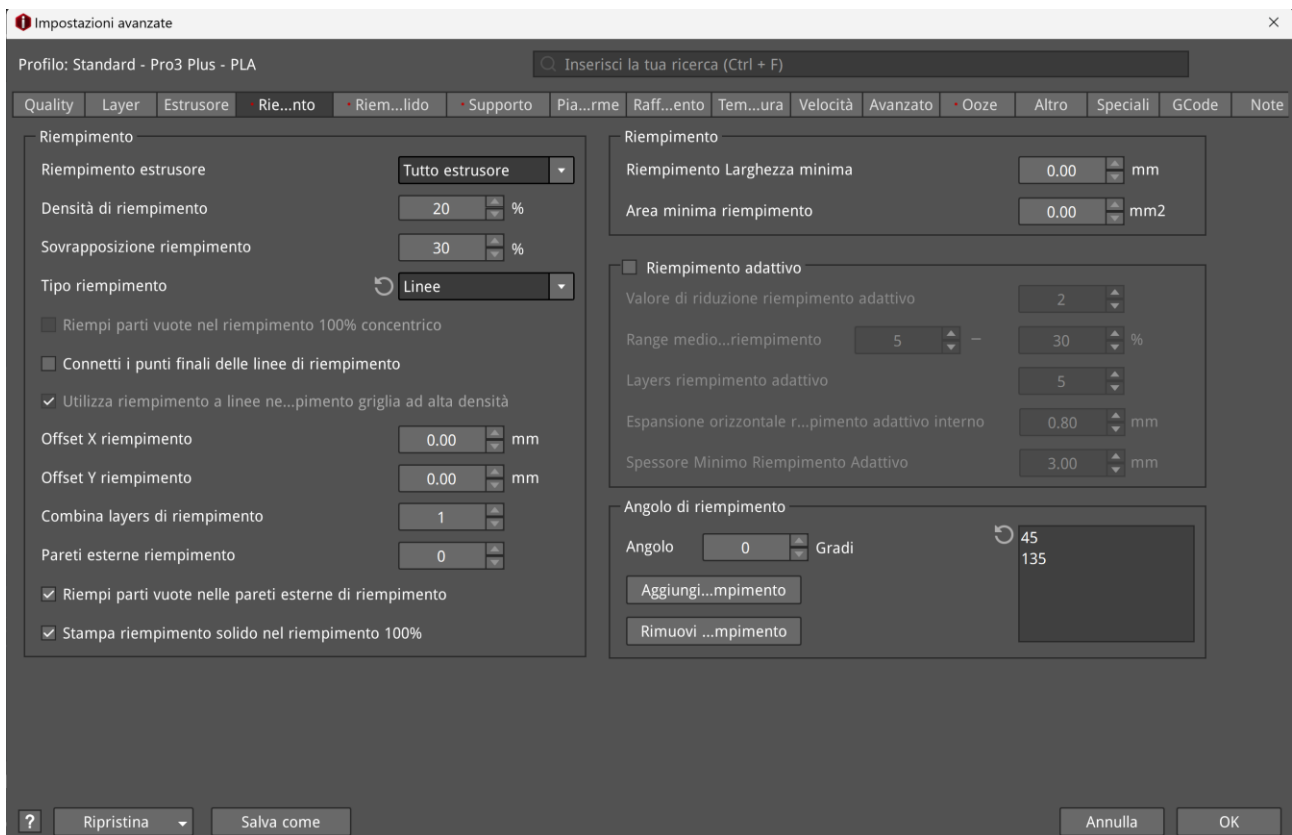 Impostazioni avanzate
Profilo: Standard - Pro3 Plus - PLA
Inserisci la tua ricerca (Ctrl + F)
Quality Layer Estrusore Rie...nto Riem...lido Supporto Pia...rme Raff...ento Tem...ura Velocità Avanzato Ooze Altro Speciali GCode Note
Riempimento
Riempimento estrusore Tutto estrusore
Densità di riempimento 20 %
Sovrapposizione riempimento 30 %
Tipo riempimento Linee
Riempi parti vuote nel riempimento 100% concentrico
Connetti i punti finali delle linee di riempimento
Utilizza riempimento a linee ne...pimento griglia ad alta densità
Offset X riempimento 0.00 mm
Offset Y riempimento 0.00 mm
Combina layers di riempimento 1
Pareti esterne riempimento 0
Riempi parti vuote nelle pareti esterne di riempimento
Stampa riempimento solido nel riempimento 100%
Riempimento
Riempimento Larghezza minima 0.00 mm
Area minima riempimento 0.00 mm2
Riempimento adattivo
Valore di riduzione riempimento adattivo 2
Range medio...riempimento 5 – 30 %
Layers riempimento adattivo 5
Espansione orizzontale r...pimento adattivo interno 0.80 mm
Spessore Minimo Riempimento Adattivo 3.00 mm
Angolo di riempimento
Angolo 0 Gradi
45
135
Aggiungi...mpimento
Rimuovi ...mpimento
? Ripristina Salva come Annulla OK